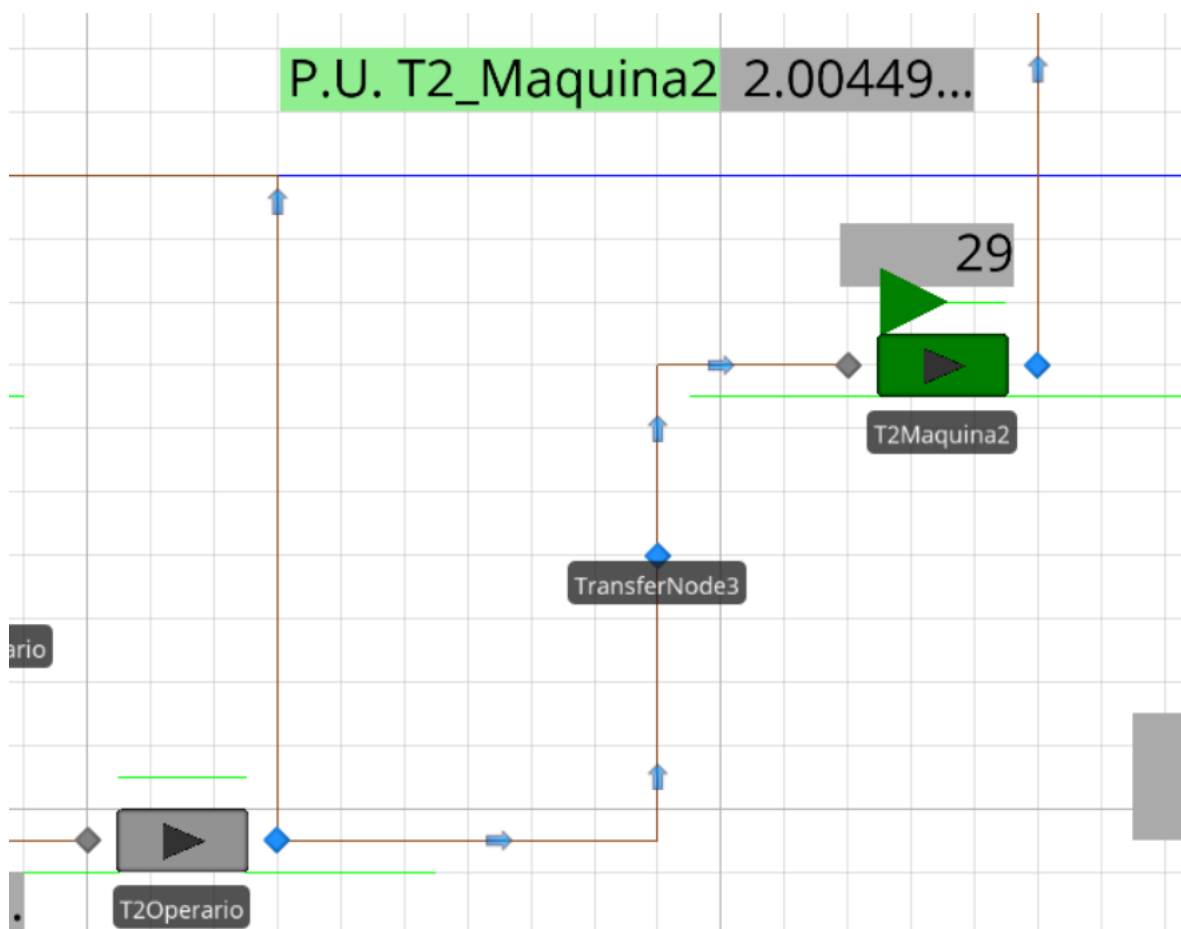 P.U. T2_Maquina2 2.00449...
29
T2Maquina2
TransferNode3
ario
T2Operario
.